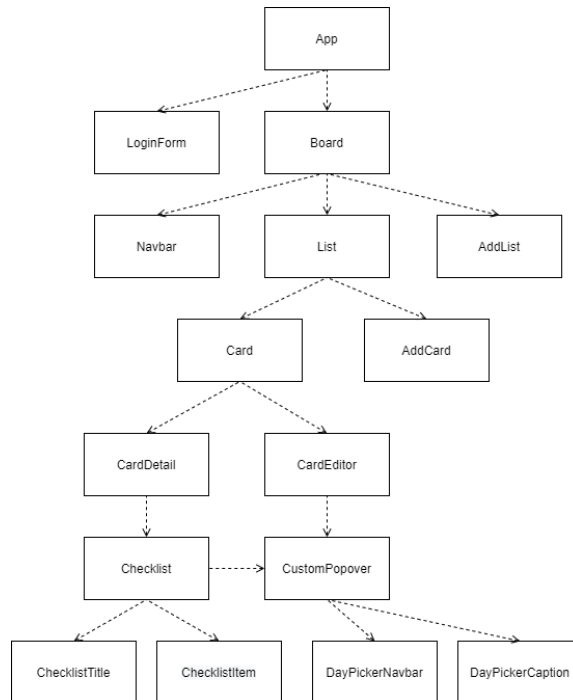 App
LoginForm
Board
Navbar
List
AddList
Card
AddCard
CardDetail
CardEditor
Checklist
CustomPopover
ChecklistTitle
ChecklistItem
DayPickerNavbar
DayPickerCaption